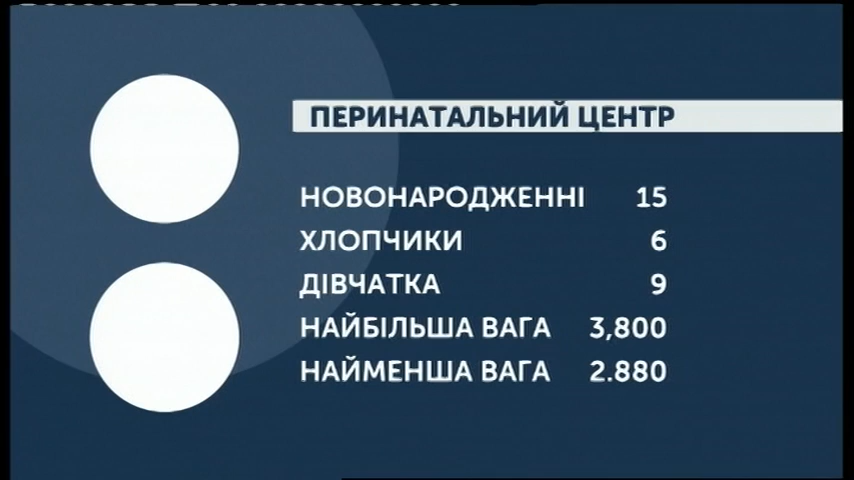 ПЕРИНАТАЛЬНИЙ ЦЕНТР
НОВОНАРОДЖЕННІ 15
ХЛОПЧИКИ 6
ДІВЧАТКА 9
НАЙБІЛЬША ВАГА 3,800
НАЙМЕНША ВАГА 2.880